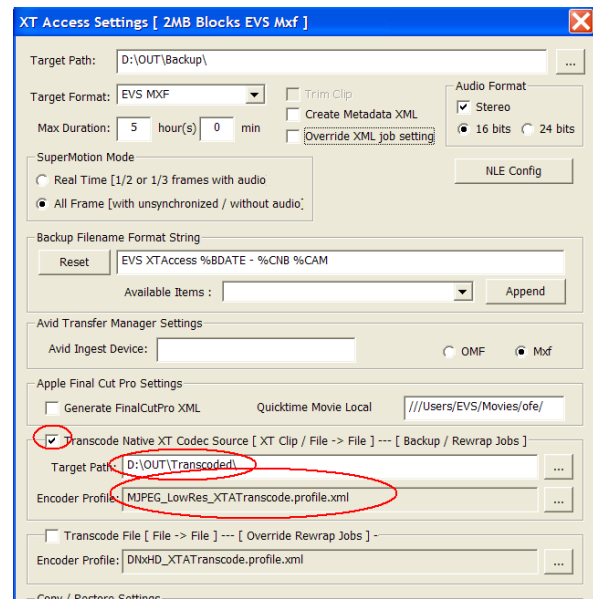 XT Access Settings [ 2MB Blocks EVS Mxf ]
Target Path: D:\OUT\Backup\ ...
Target Format: EVS MXF Trim Clip
Create Metadata XML
Override XML job setting
Max Duration: 5 hour(s) 0 min
Audio Format
Stereo
16 bits 24 bits
SuperMotion Mode
Real Time [1/2 or 1/3 frames with audio
All Frame [with unsynchronized / without audio]
NLE Config
Backup Filename Format String
Reset EVS XTAccess %BDATE - %CNB %CAM
Available Items : Append
Avid Transfer Manager Settings
Avid Ingest Device: OMF Mxf
Apple Final Cut Pro Settings
Generate FinalCutPro XML Quicktime Movie Local ///Users/EVS/Movies/ofe/
Transcode Native XT Codec Source [ XT Clip / File -> File ] --- [ Backup / Rewrap Jobs ]
Target Path: D:\OUT\Transcoded\ ...
Encoder Profile: MJPEG_LowRes_XTATranscode.profile.xml ...
Transcode File [ File -> File ] --- [ Override Rewrap Jobs ] -
Encoder Profile: DNxHD_XTATranscode.profile.xml ...
Copy / Restore Settings